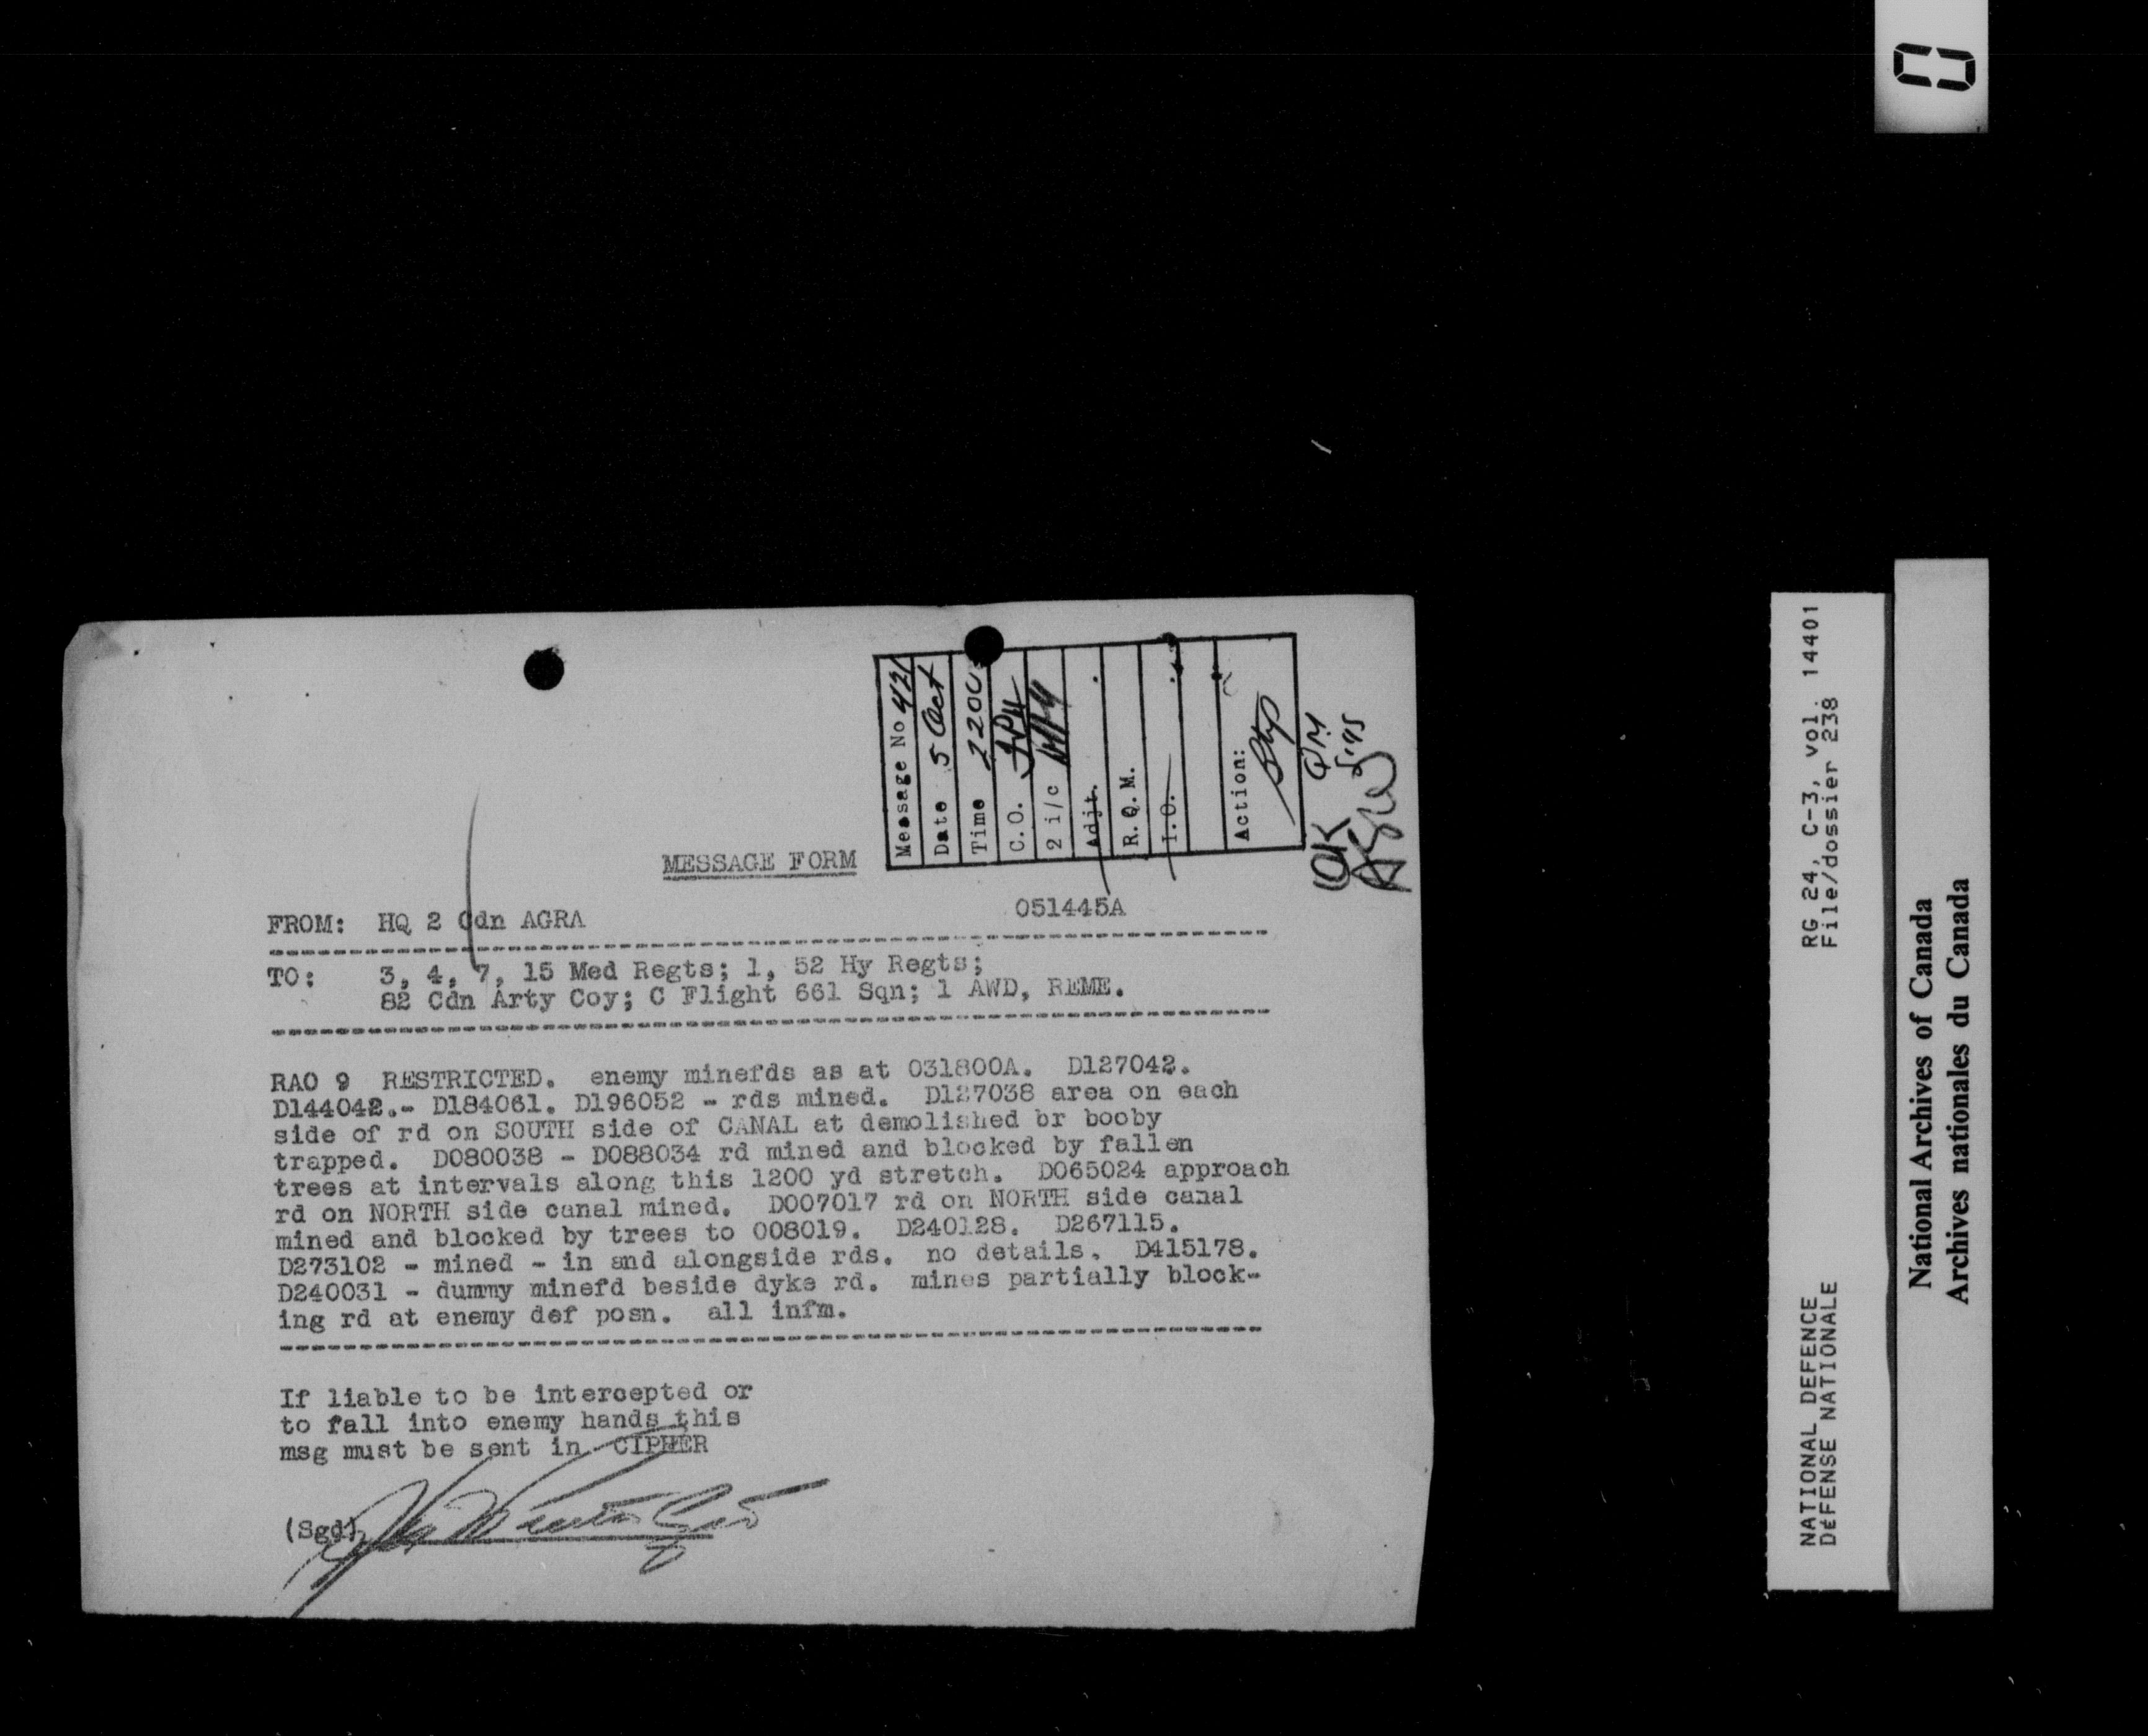 Message No 421
Date 5 Oct
Time 2200
C.O.
2 i/c
Adjt.
R.Q.M.
I.O.
Action:
OK QM
Sigs
MESSAGE FORM
051445A
FROM: HQ 2 Cdn AGRA
TO: 3, 4, 7, 15 Med Regts; 1, 52 Hy Regts;
82 Cdn Arty Coy; C Flight 661 Sqn; 1 AWD, REME.
RAO 9 RESTRICTED. enemy minefds as at 031800A. D127042.
D144042.- D184061. D196052 - rds mined. D127038 area on each
side of rd on SOUTH side of CANAL at demolished br booby
trapped. D080038 - D088034 rd mined and blocked by fallen
trees at intervals along this 1200 yd stretch. D065024 approach
rd on NORTH side canal mined. D007017 rd on NORTH side canal
mined and blocked by trees to 008019. D240128. D267115.
D273102 - mined - in and alongside rds. no details. D415178.
D240031 - dummy minefd beside dyke rd. mines partially block-
ing rd at enemy def posn. all infm.
If liable to be intercepted or
to fall into enemy hands this
msg must be sent in CIPHER
(Sgd)
RG 24, C-3, vol. 14401
File/dossier 238
NATIONAL DEFENCE
DéFENSE NATIONALE
National Archives of Canada
Archives nationales du Canada